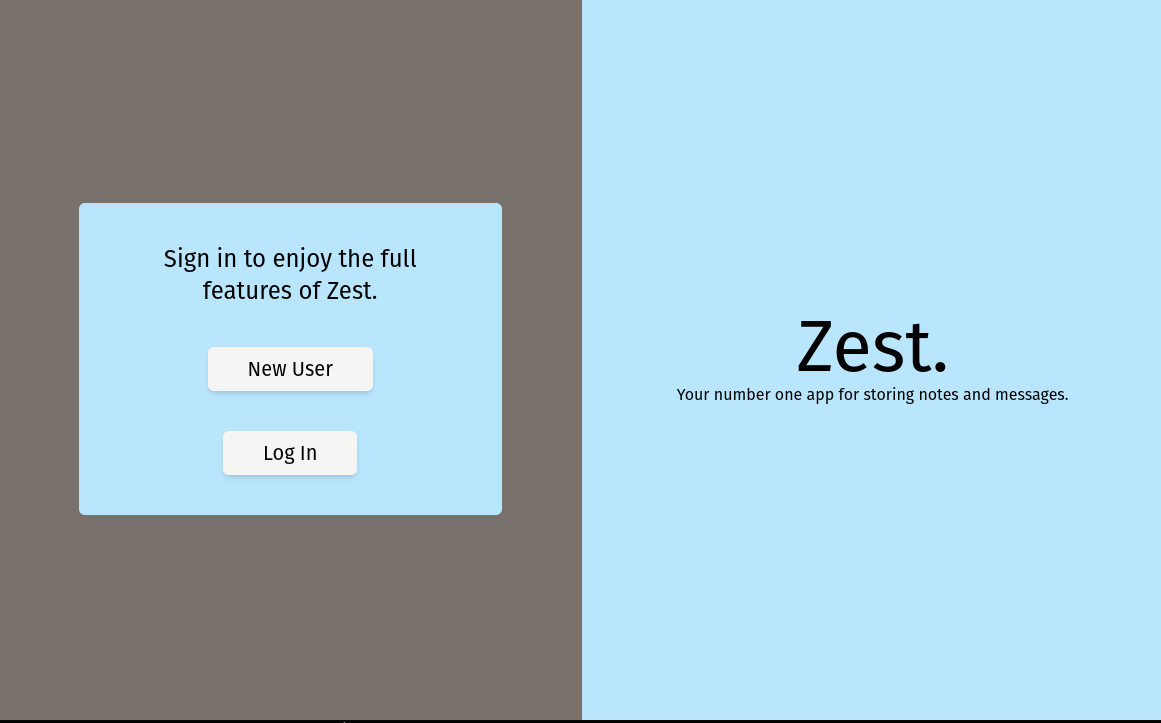 Sign in to enjoy the full
features of Zest.
New User
Log In
Zest.
Your number one app for storing notes and messages.